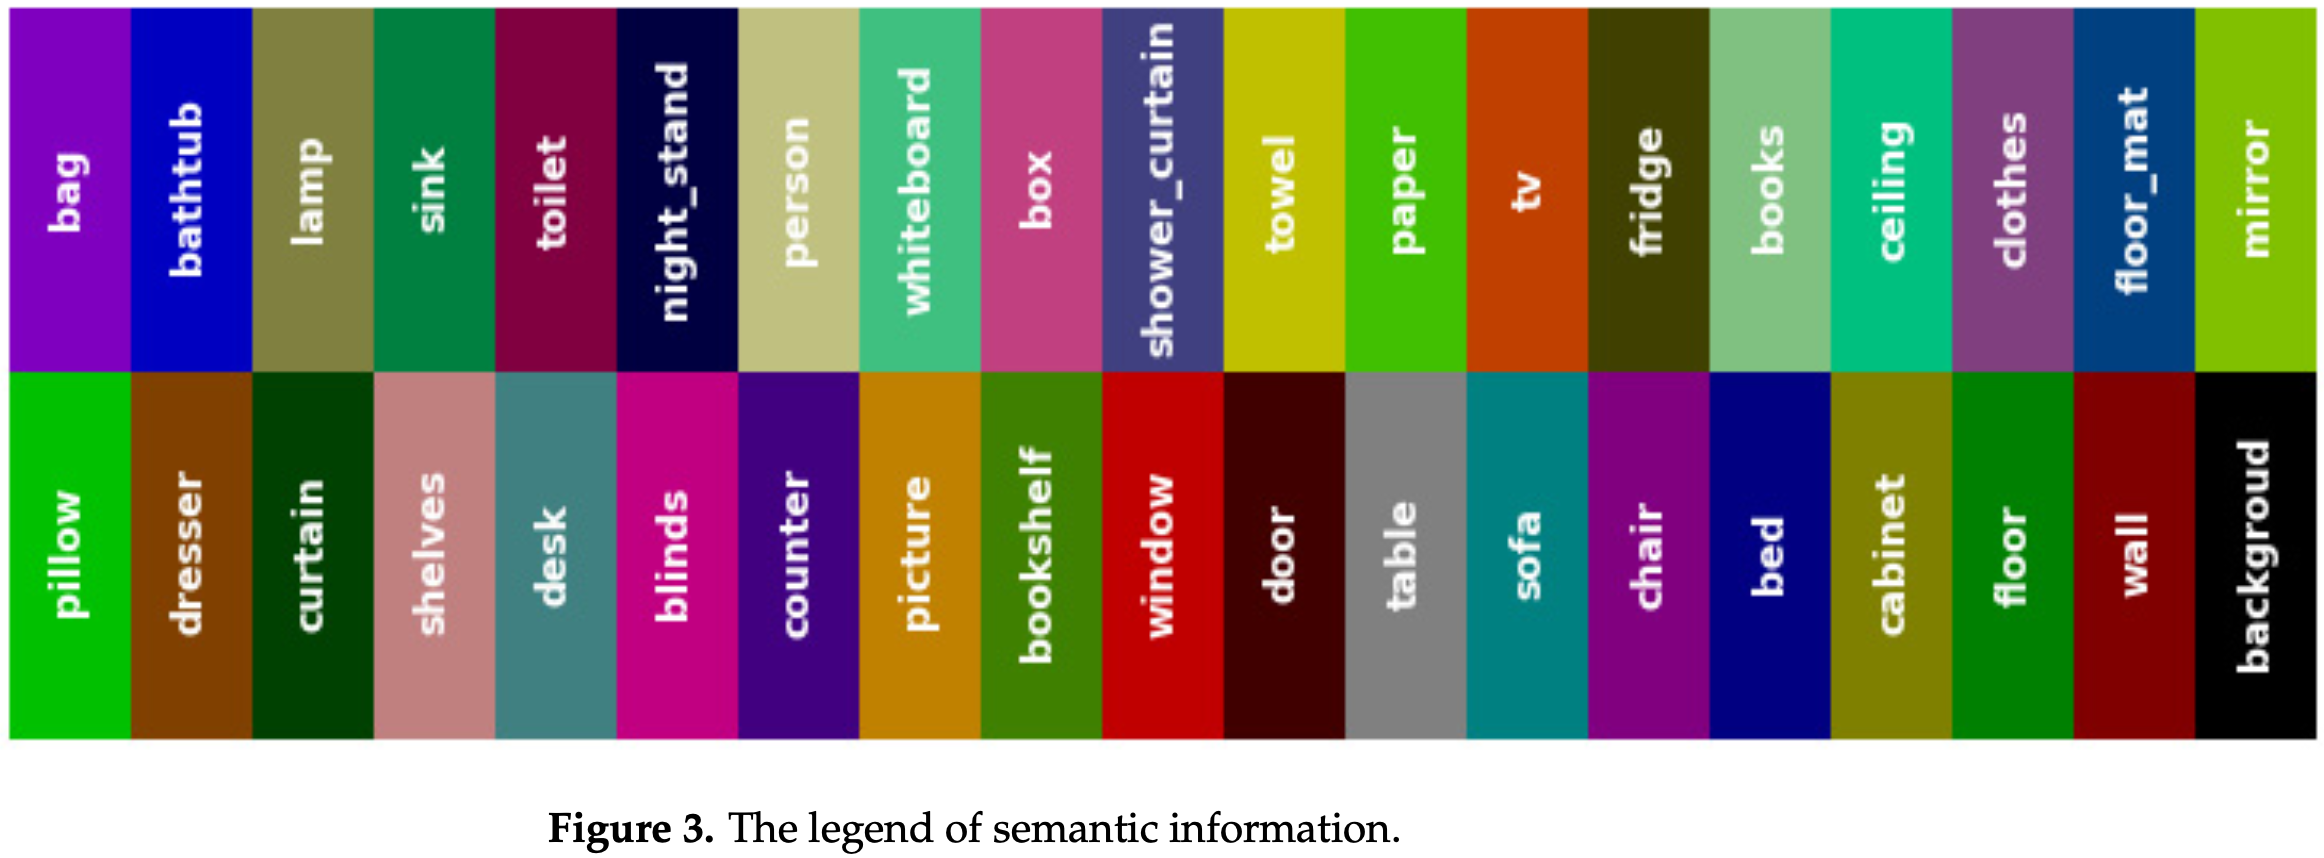 bag
bathtub
lamp
sink
toilet
night_stand
person
whiteboard
box
shower_curtain
towel
paper
tv
fridge
books
ceiling
clothes
floor_mat
mirror
pillow
dresser
curtain
shelves
desk
blinds
counter
picture
bookshelf
window
door
table
sofa
chair
bed
cabinet
floor
wall
backgroud
Figure 3. The legend of semantic information.